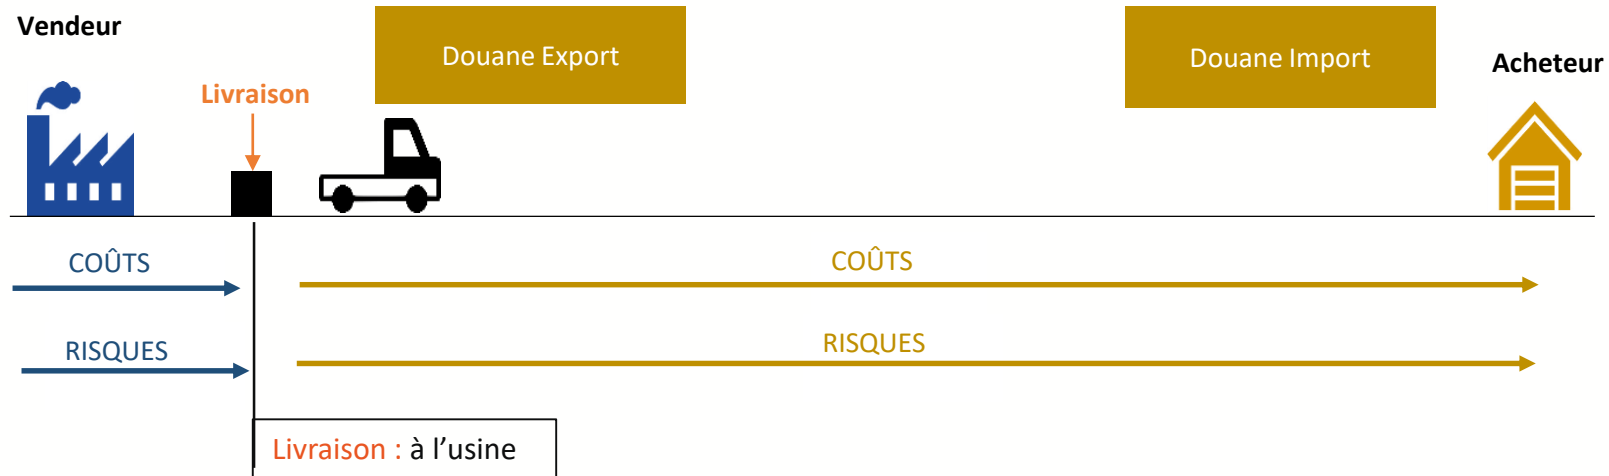 Vendeur
Douane Export
Douane Import
Acheteur
Livraison
COÛTS
COÛTS
RISQUES
RISQUES
Livraison : à l’usine